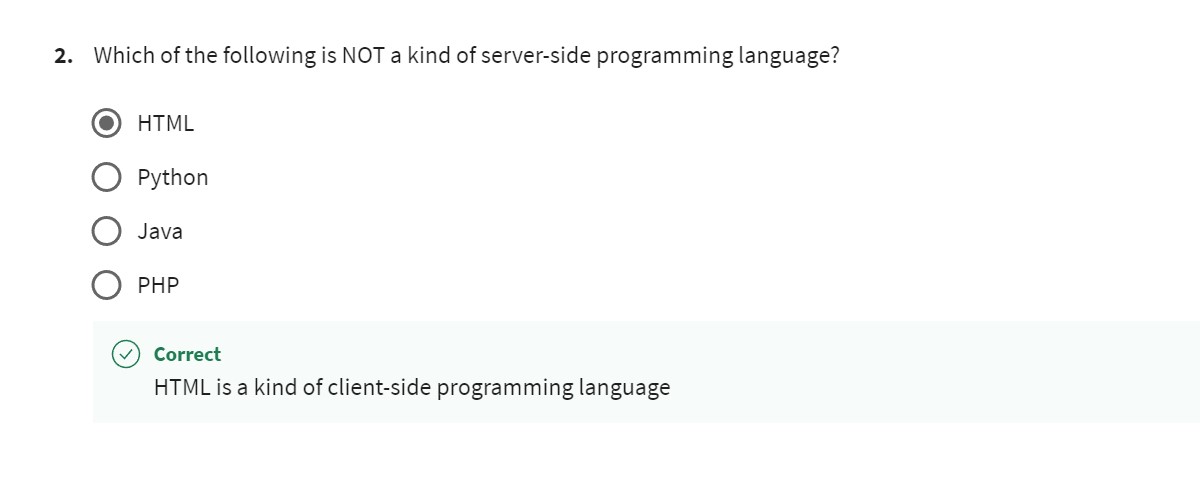 2. Which of the following is NOT a kind of server-side programming language?
HTML
Python
Java
PHP
Correct
HTML is a kind of client-side programming language